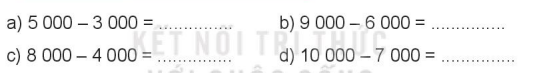 a) 5 000 – 3 000 = ............... b) 9 000 – 6 000 = ...............
KẾT NỐI TRI THỨC
c) 8 000 – 4 000 = ............... d) 10 000 – 7 000 = ...............